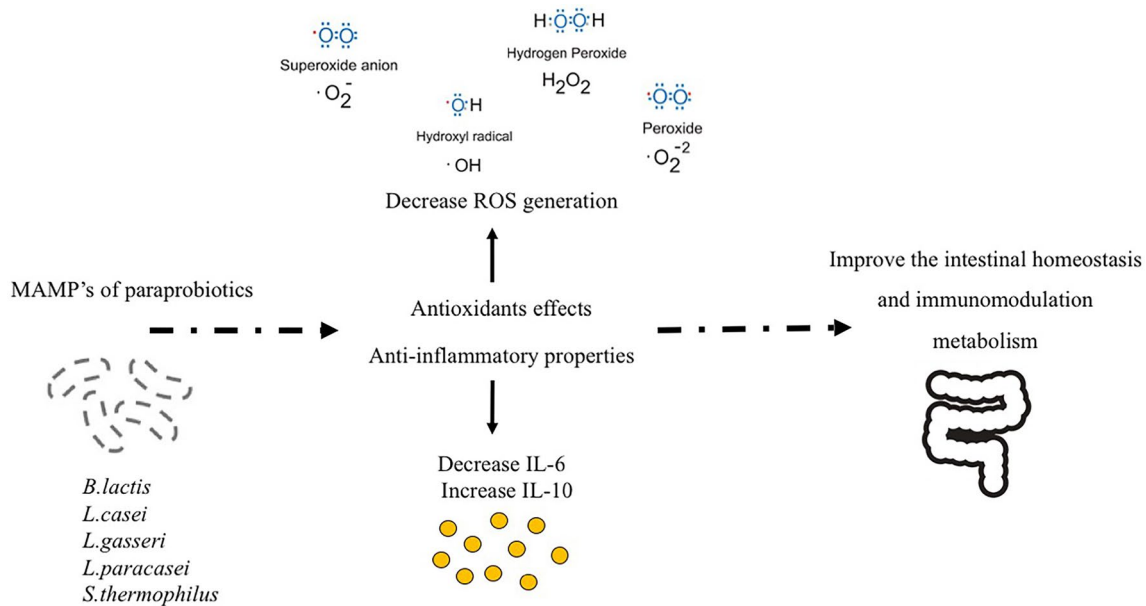 H:O:O:H
Hydrogen Peroxide
H2O2
·O:O
Superoxide anion
·O2-
·O:H
Hydroxyl radical
·OH
·O:O·
Peroxide
·O2-2
Decrease ROS generation
MAMP's of paraprobiotics
Antioxidants effects
Anti-inflammatory properties
Improve the intestinal homeostasis
and immunomodulation
metabolism
Decrease IL-6
Increase IL-10
B.lactis
L.casei
L.gasseri
L.paracasei
S.thermophilus